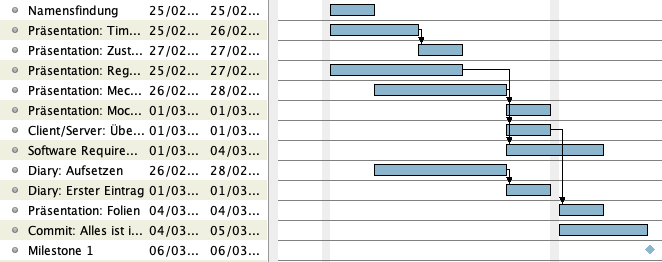 Namensfindung 25/02... 25/02...
Präsentation: Tim... 25/02... 26/02...
Präsentation: Zust... 27/02... 27/02...
Präsentation: Reg... 25/02... 27/02...
Präsentation: Mec... 26/02... 28/02...
Präsentation: Moc... 01/03... 01/03...
Client/Server: Übe... 01/03... 01/03...
Software Require... 01/03... 04/03...
Diary: Aufsetzen 26/02... 28/02...
Diary: Erster Eintrag 01/03... 01/03...
Präsentation: Folien 04/03... 04/03...
Commit: Alles ist i... 04/03... 05/03...
Milestone 1 06/03... 06/03...